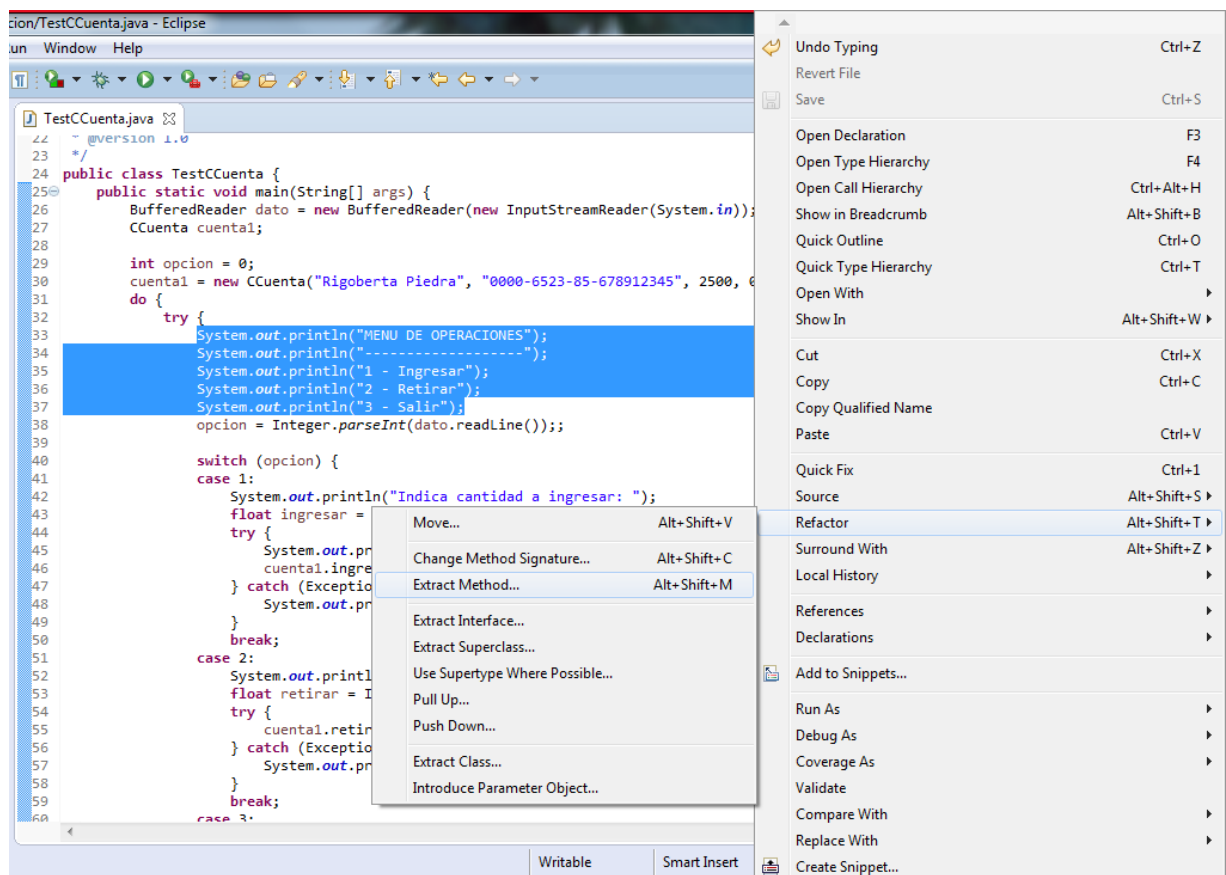 cion/TestCCuenta.java - Eclipse
un Window Help
TestCCuenta.java
22 * @version 1.0
23 */
24 public class TestCCuenta {
25 public static void main(String[] args) {
26 BufferedReader dato = new BufferedReader(new InputStreamReader(System.in));
27 CCuenta cuenta1;
28
29 int opcion = 0;
30 cuenta1 = new CCuenta("Rigoberta Piedra", "0000-6523-85-678912345", 2500, 0
31 do {
32 try {
33 System.out.println("MENU DE OPERACIONES");
34 System.out.println("-------------------");
35 System.out.println("1 - Ingresar");
36 System.out.println("2 - Retirar");
37 System.out.println("3 - Salir");
38 opcion = Integer.parseInt(dato.readLine());;
39
40 switch (opcion) {
41 case 1:
42 System.out.println("Indica cantidad a ingresar: ");
43 float ingresar =
44 try {
45 System.out.pr
46 cuenta1.ingre
47 } catch (Exceptio
48 System.out.pr
49 }
50 break;
51 case 2:
52 System.out.printl
53 float retirar = I
54 try {
55 cuenta1.retir
56 } catch (Exceptio
57 System.out.pr
58 }
59 break;
60 case 3:
Writable Smart Insert
Move... Alt+Shift+V
Change Method Signature... Alt+Shift+C
Extract Method... Alt+Shift+M
Extract Interface...
Extract Superclass...
Use Supertype Where Possible...
Pull Up...
Push Down...
Extract Class...
Introduce Parameter Object...
Undo Typing Ctrl+Z
Revert File
Save Ctrl+S
Open Declaration F3
Open Type Hierarchy F4
Open Call Hierarchy Ctrl+Alt+H
Show in Breadcrumb Alt+Shift+B
Quick Outline Ctrl+O
Quick Type Hierarchy Ctrl+T
Open With
Show In Alt+Shift+W
Cut Ctrl+X
Copy Ctrl+C
Copy Qualified Name
Paste Ctrl+V
Quick Fix Ctrl+1
Source Alt+Shift+S
Refactor Alt+Shift+T
Surround With Alt+Shift+Z
Local History
References
Declarations
Add to Snippets...
Run As
Debug As
Coverage As
Validate
Compare With
Replace With
Create Snippet...